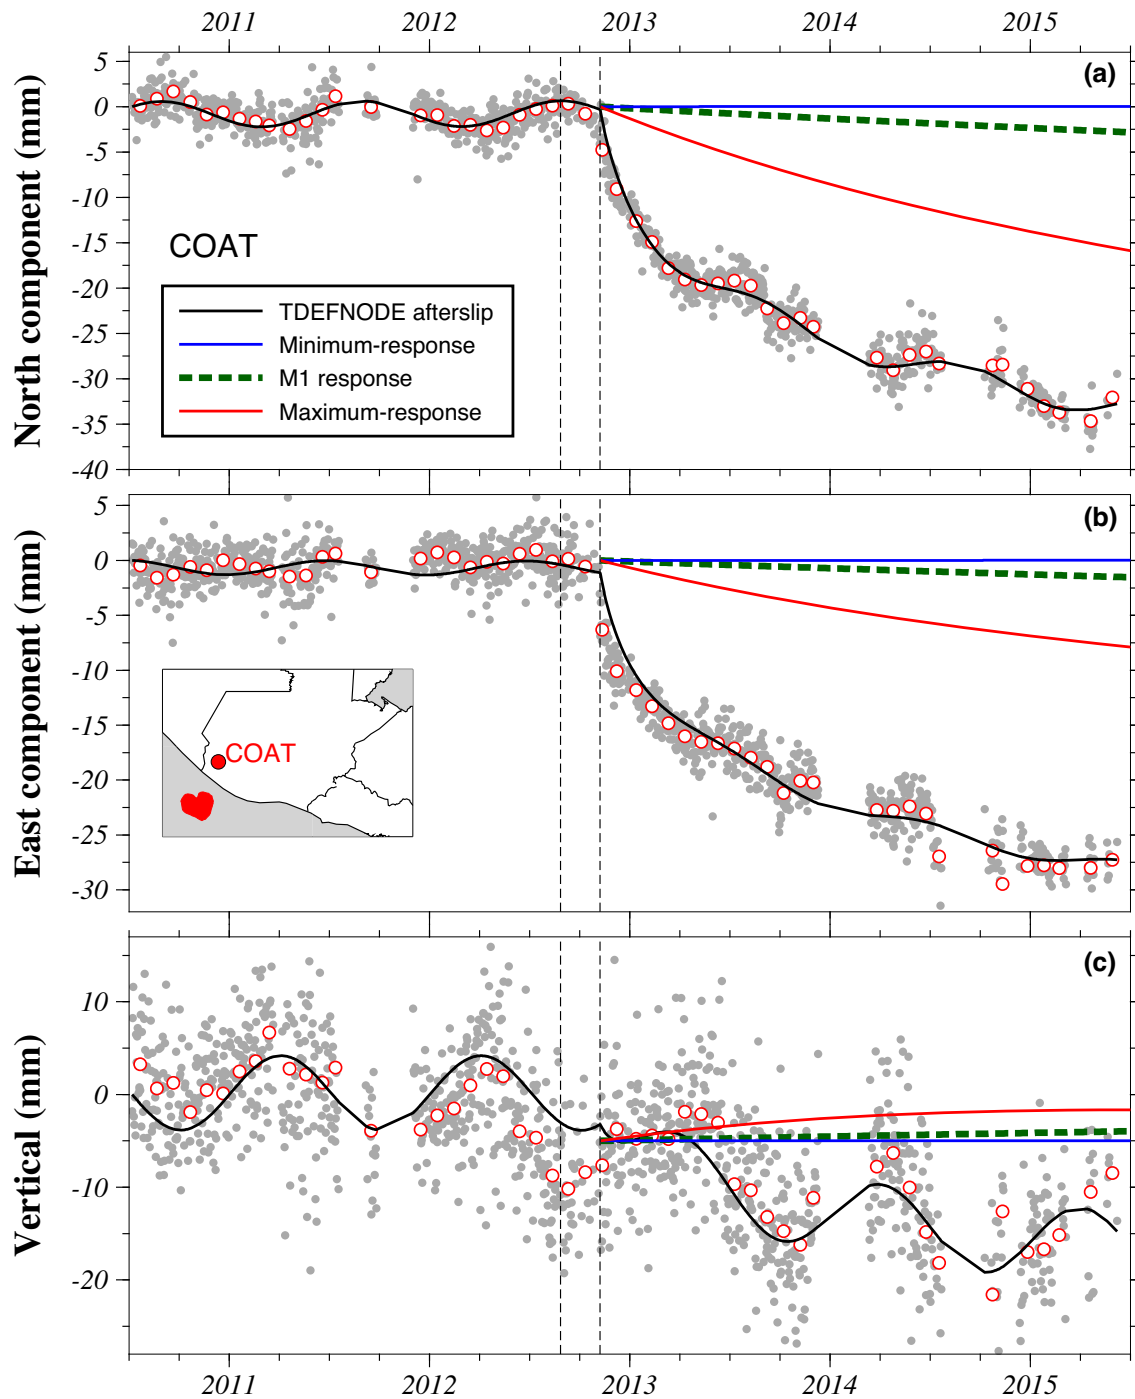 2011 2012 2013 2014 2015
North component (mm)
5
0
-5
-10
-15
-20
-25
-30
-35
-40
(a)
COAT
TDEFNODE afterslip
Minimum-response
M1 response
Maximum-response
East component (mm)
5
0
-5
-10
-15
-20
-25
-30
(b)
COAT
Vertical (mm)
10
0
-10
-20
(c)
2011 2012 2013 2014 2015